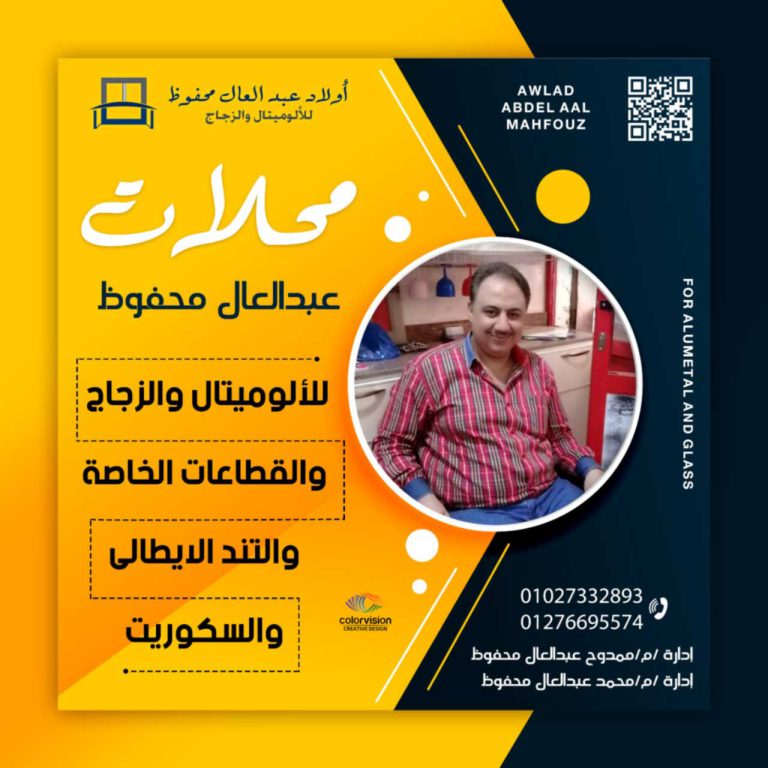 أولاد عبد العال محفوظ
للألوميتال والزجاج
AWLAD
ABDEL AAL
MAHFOUZ
محلات
عبدالعال محفوظ
للألوميتال والزجاج
والقطاعات الخاصة
والتند الايطالى
والسكوريت
FOR ALUMETAL AND GLASS
colorvision
CREATIVE DESIGN
01027332893
01276695574
إدارة /م/ممدوح عبدالعال محفوظ
إدارة /م/محمد عبدالعال محفوظ